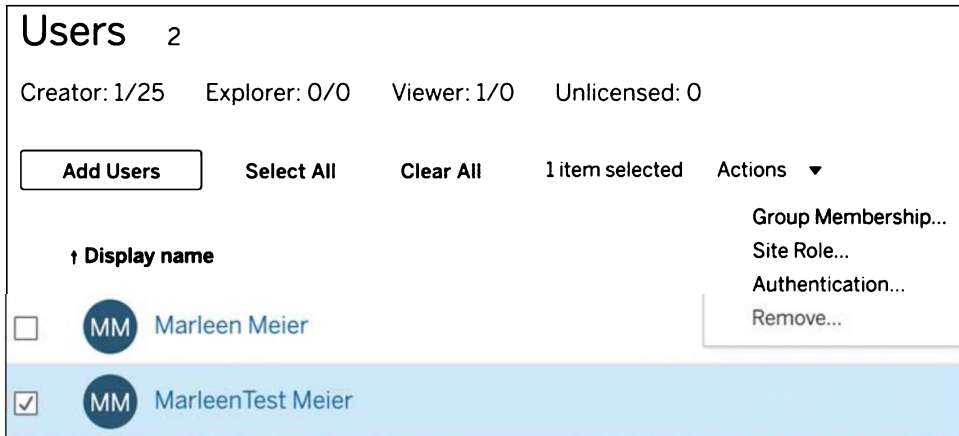 Users 2
Creator: 1/25 Explorer: 0/0 Viewer: 1/0 Unlicensed: 0
Add Users Select All Clear All 1 item selected Actions ▼
Group Membership...
Site Role...
Authentication...
Remove...
↑ Display name
MM Marleen Meier
MM MarleenTest Meier